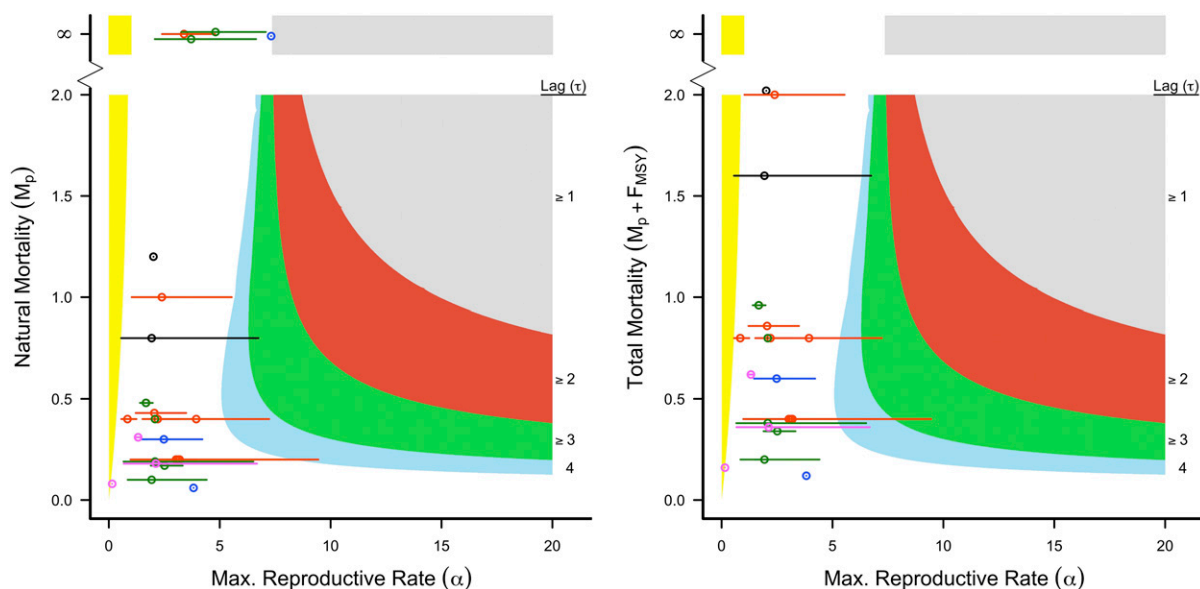 ∞
2.0
1.5
1.0
0.5
0.0
Natural Mortality (Mp)
Lag (τ)
≥ 1
≥ 2
≥ 3
4
0 5 10 15 20
Max. Reproductive Rate (α)
∞
2.0
1.5
1.0
0.5
0.0
Total Mortality (Mp + FMSY)
Lag (τ)
≥ 1
≥ 2
≥ 3
4
0 5 10 15 20
Max. Reproductive Rate (α)